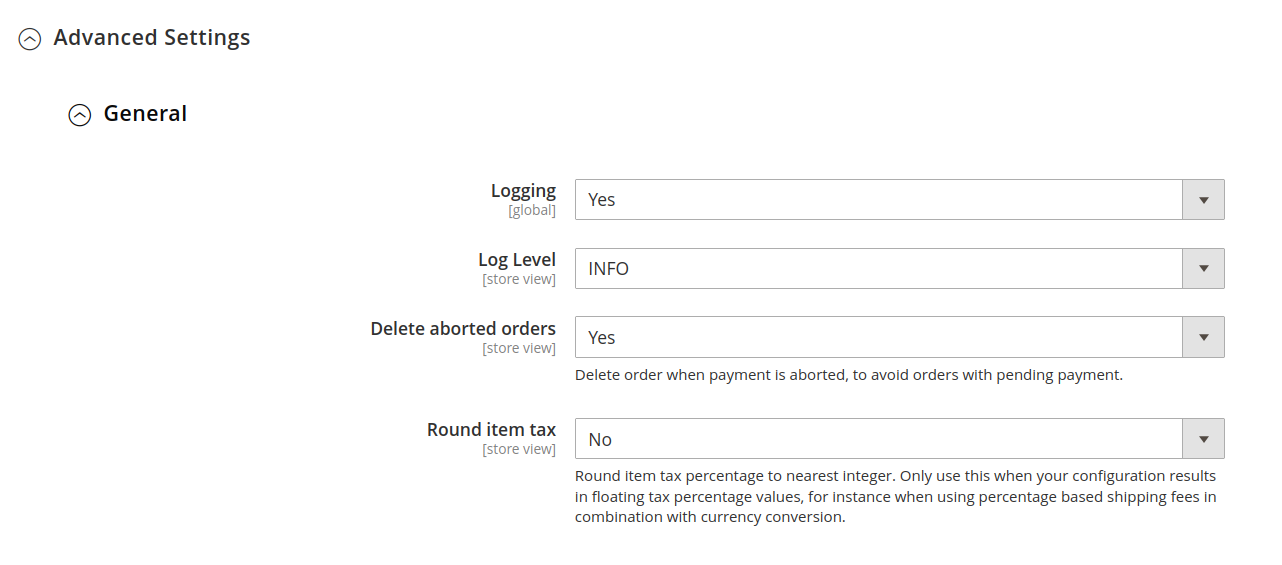 Advanced Settings
General
Logging
[global]
Yes
Log Level
[store view]
INFO
Delete aborted orders
[store view]
Yes
Delete order when payment is aborted, to avoid orders with pending payment.
Round item tax
[store view]
No
Round item tax percentage to nearest integer. Only use this when your configuration results
in floating tax percentage values, for instance when using percentage based shipping fees in
combination with currency conversion.